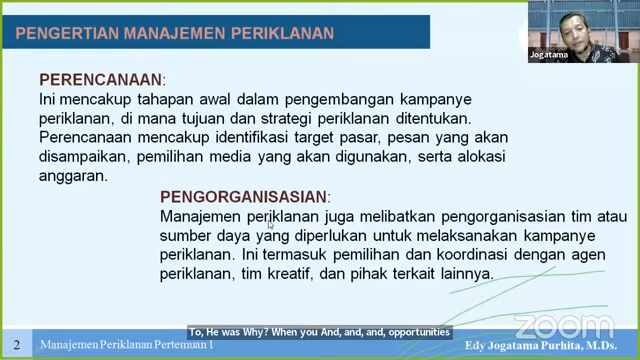 PENGERTIAN MANAJEMEN PERIKLANAN
Jogatama
PERENCANAAN:
Ini mencakup tahapan awal dalam pengembangan kampanye
periklanan, di mana tujuan dan strategi periklanan ditentukan.
Perencanaan mencakup identifikasi target pasar, pesan yang akan
disampaikan, pemilihan media yang akan digunakan, serta alokasi
anggaran.
PENGORGANISASIAN:
Manajemen periklanan juga melibatkan pengorganisasian tim atau
sumber daya yang diperlukan untuk melaksanakan kampanye
periklanan. Ini termasuk pemilihan dan koordinasi dengan agen
periklanan, tim kreatif, dan pihak terkait lainnya.
To, He was Why? When you And, and, and, opportunities
zoom
2 Manajemen Periklanan Pertemuan 1
Edy Jogatama Purhita, M.Ds.